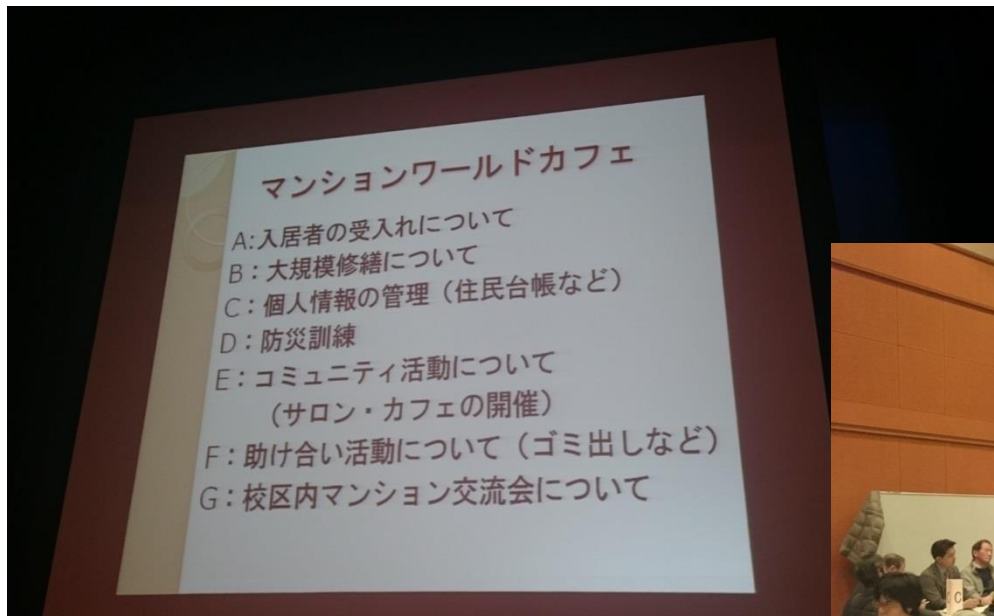 マンションワールドカフェ
A:入居者の受入れについて
B：大規模修繕について
C：個人情報の管理（住民台帳など）
D：防災訓練
E：コミュニティ活動について
（サロン・カフェの開催）
F：助け合い活動について（ゴミ出しなど）
G：校区内マンション交流会について
C